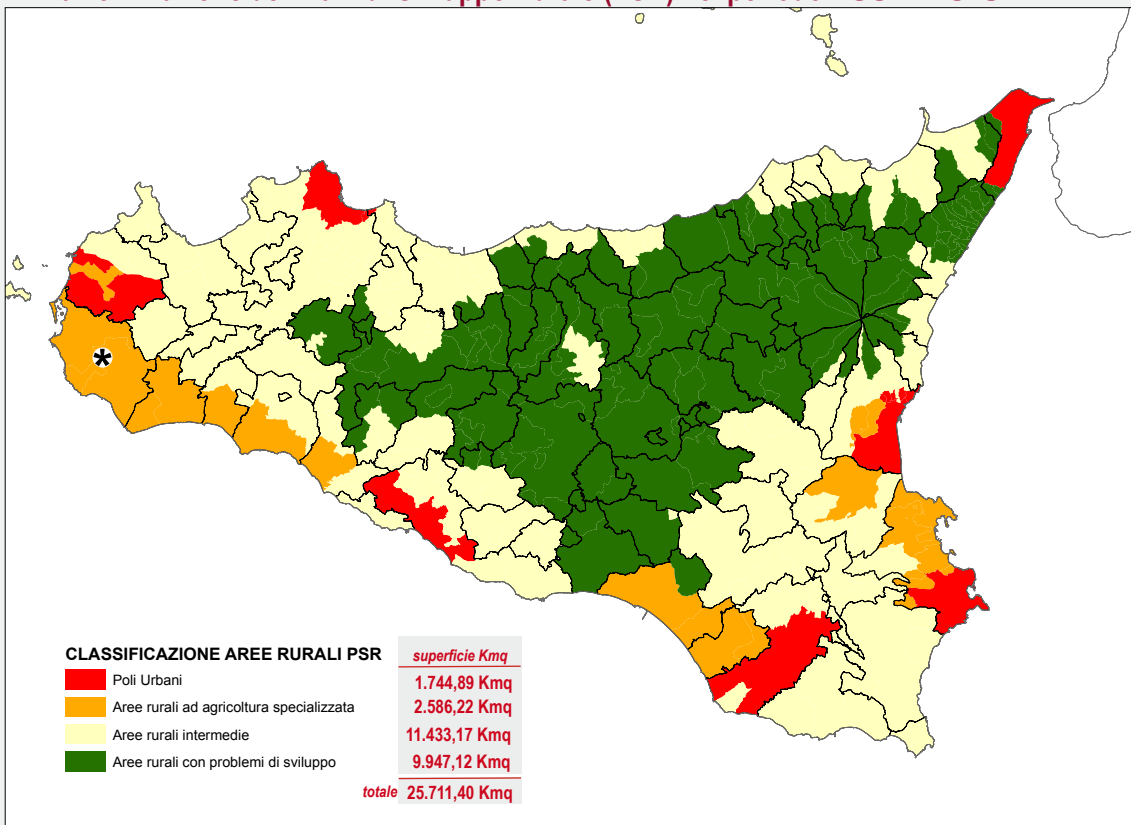 CLASSIFICAZIONE AREE RURALI PSR superficie Kmq
Poli Urbani 1.744,89 Kmq
Aree rurali ad agricoltura specializzata 2.586,22 Kmq
Aree rurali intermedie 11.433,17 Kmq
Aree rurali con problemi di sviluppo 9.947,12 Kmq
totale 25.711,40 Kmq
*